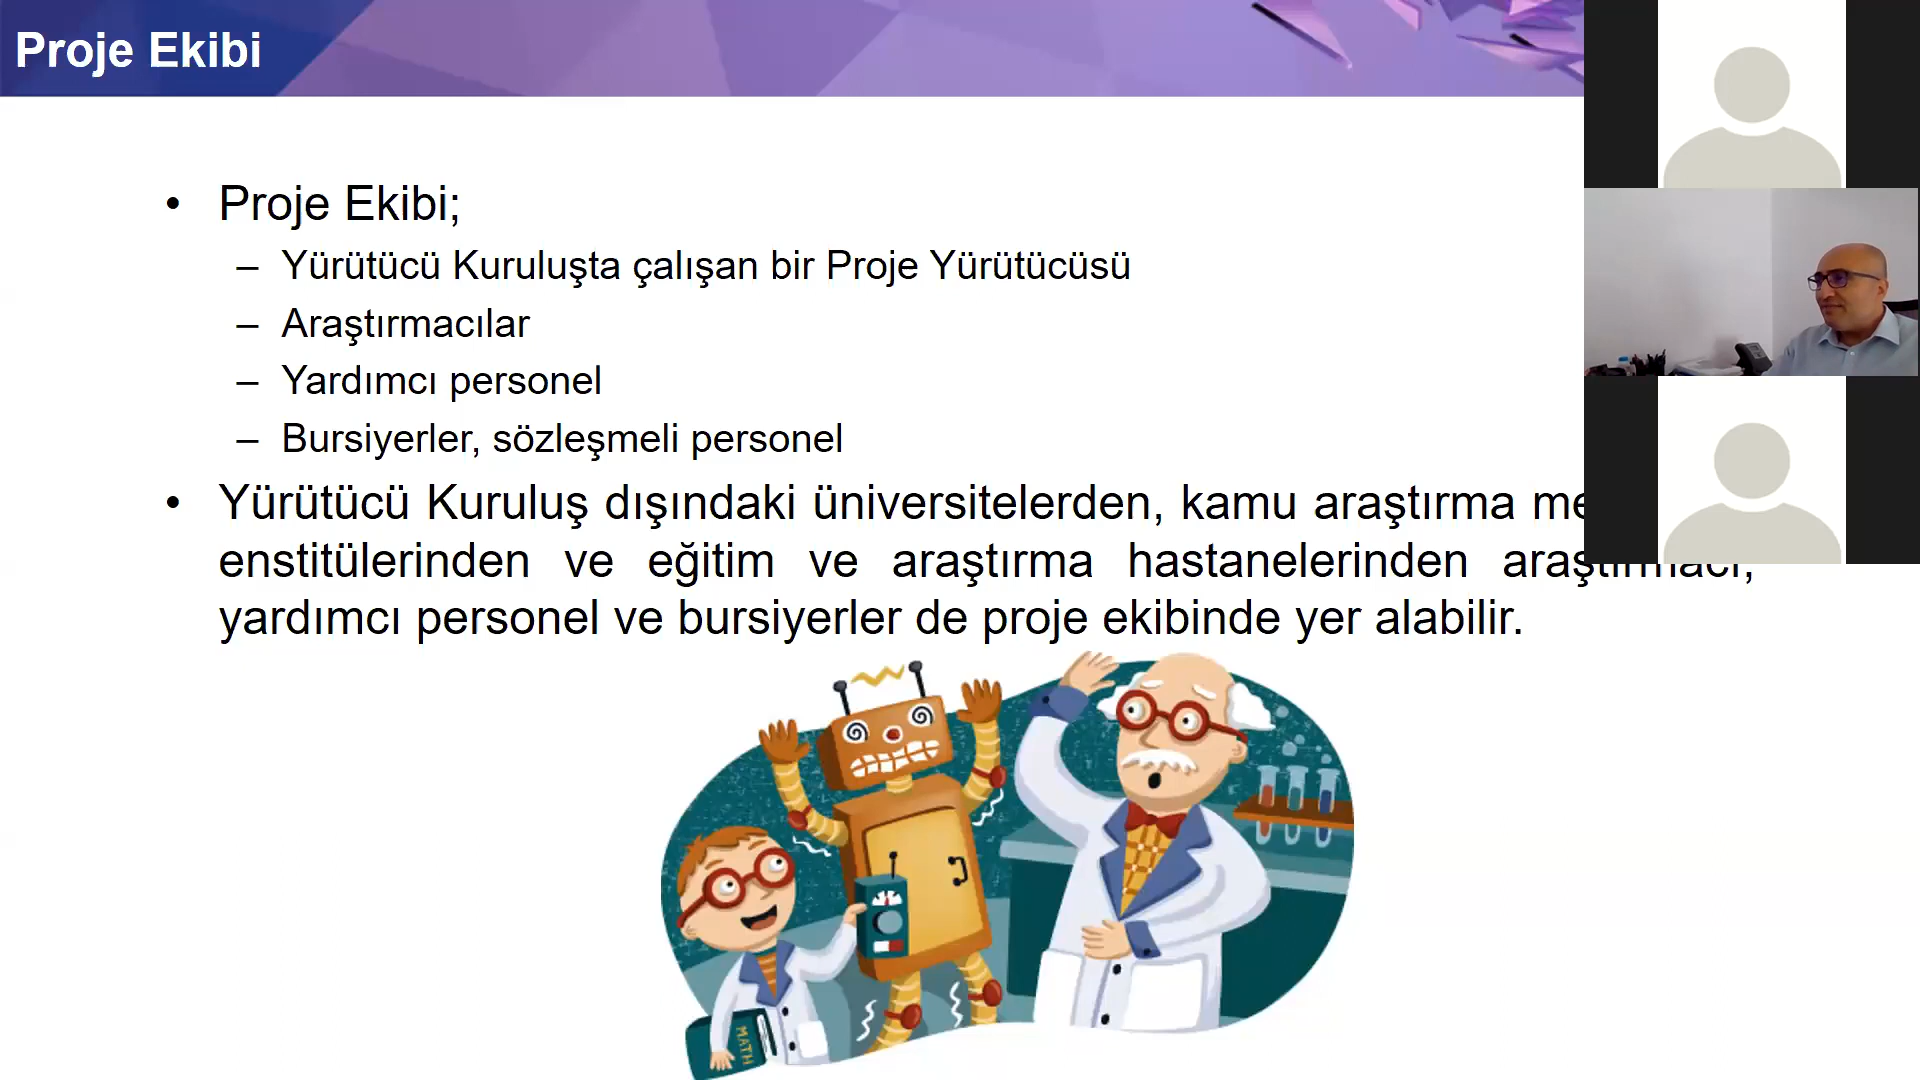 Proje Ekibi
• Proje Ekibi;
– Yürütücü Kuruluşta çalışan bir Proje Yürütücüsü
– Araştırmacılar
– Yardımcı personel
– Bursiyerler, sözleşmeli personel
• Yürütücü Kuruluş dışındaki üniversitelerden, kamu araştırma
enstitülerinden ve eğitim ve araştırma hastanelerinden araştırmacı,
yardımcı personel ve bursiyerler de proje ekibinde yer alabilir.
MATH